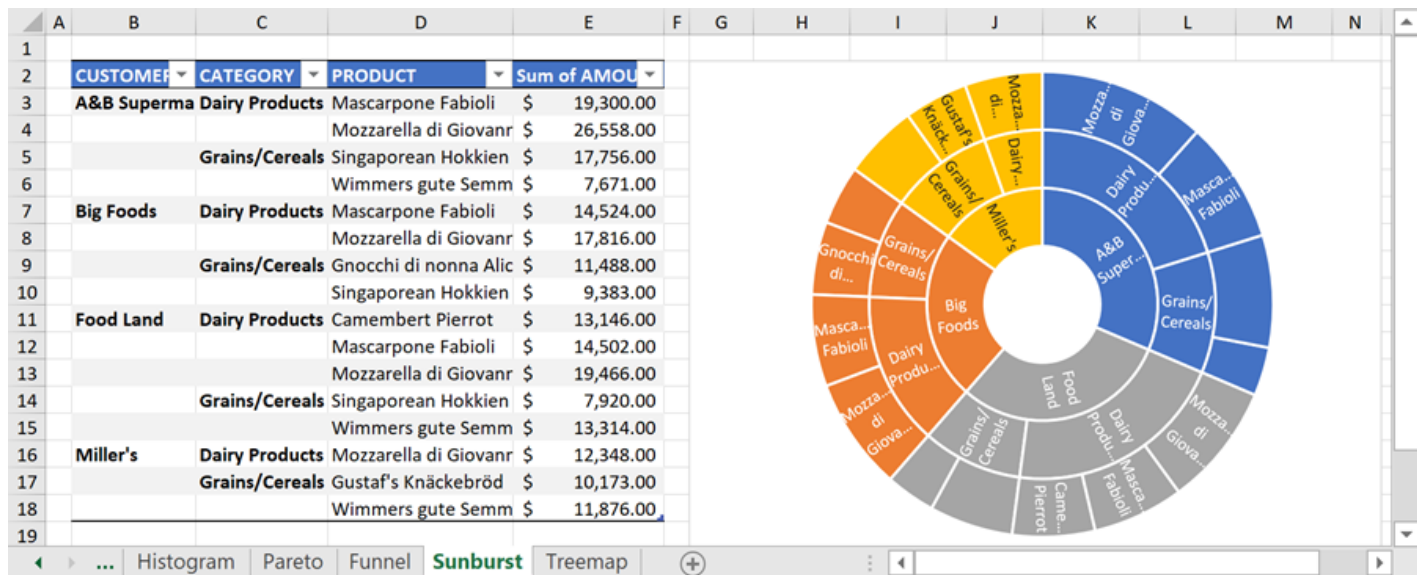 A B C D E F G H I J K L M N
1
2 CUSTOMER CATEGORY PRODUCT Sum of AMOU
3 A&B Superma Dairy Products Mascarpone Fabioli $ 19,300.00
4 Mozzarella di Giovanr $ 26,558.00
5 Grains/Cereals Singaporean Hokkien $ 17,756.00
6 Wimmers gute Semm $ 7,671.00
7 Big Foods Dairy Products Mascarpone Fabioli $ 14,524.00
8 Mozzarella di Giovanr $ 17,816.00
9 Grains/Cereals Gnocchi di nonna Alic $ 11,488.00
10 Singaporean Hokkien $ 9,383.00
11 Food Land Dairy Products Camembert Pierrot $ 13,146.00
12 Mascarpone Fabioli $ 14,502.00
13 Mozzarella di Giovanr $ 19,466.00
14 Grains/Cereals Singaporean Hokkien $ 7,920.00
15 Wimmers gute Semm $ 13,314.00
16 Miller's Dairy Products Mozzarella di Giovanr $ 12,348.00
17 Grains/Cereals Gustaf's Knäckebröd $ 10,173.00
18 Wimmers gute Semm $ 11,876.00
19
Mozza...
di
Giova...
Masca...
Fabioli
Dairy
Produ...
Grains/
Cereals
A&B
Super...
Mozza...
di
Giova...
Masca...
Fabioli
Came...
Pierrot
Dairy
Produ...
Grains/
Cereals
Food
Land
Mozza...
di
Giova...
Masca...
Fabioli
Gnocchi
di...
Dairy
Produ...
Grains/
Cereals
Big
Foods
Gustaf's
Knäck...
Mozza...
di...
Grains/
Cereals
Dairy...
Miller's
... Histogram Pareto Funnel Sunburst Treemap